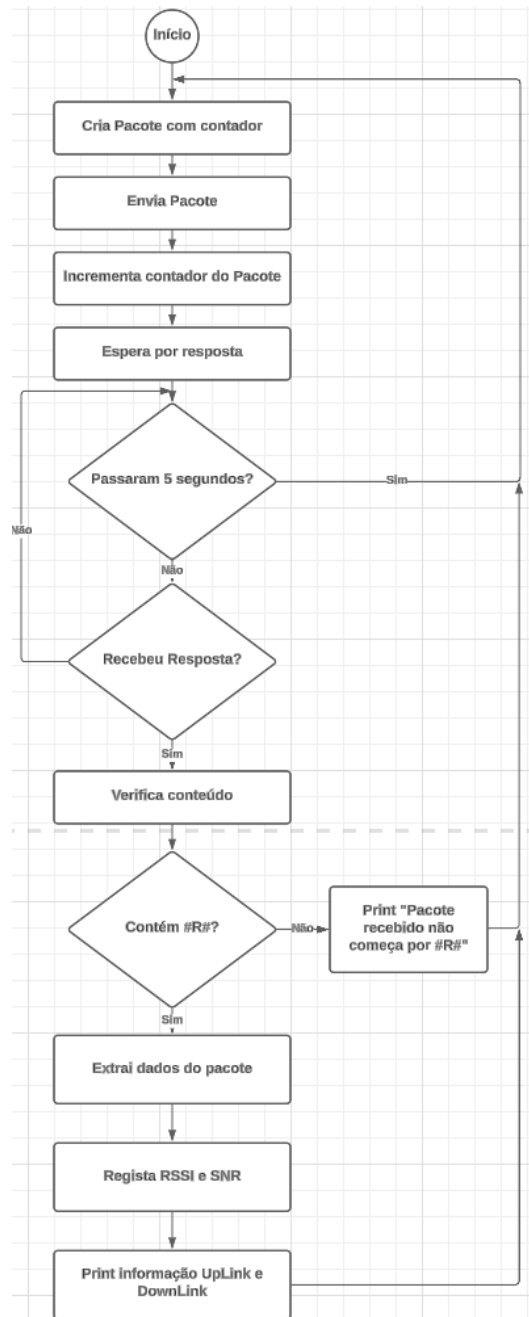 Início
Cria Pacote com contador
Envia Pacote
Incrementa contador do Pacote
Espera por resposta
Passaram 5 segundos?
Sim
Não
Não
Recebeu Resposta?
Sim
Verifica conteúdo
Contém #R#?
Não
Print "Pacote
recebido não
começa por #R#"
Sim
Extrai dados do pacote
Regista RSSI e SNR
Print informação UpLink e
DownLink